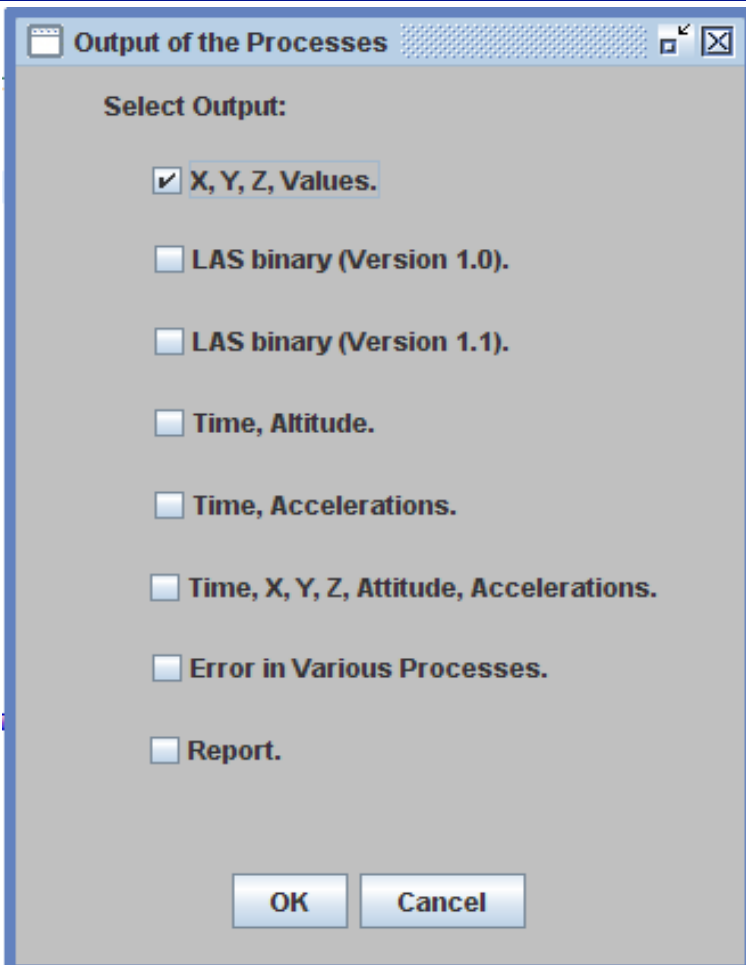 Output of the Processes
Select Output:
X, Y, Z, Values.
LAS binary (Version 1.0).
LAS binary (Version 1.1).
Time, Altitude.
Time, Accelerations.
Time, X, Y, Z, Attitude, Accelerations.
Error in Various Processes.
Report.
OK Cancel